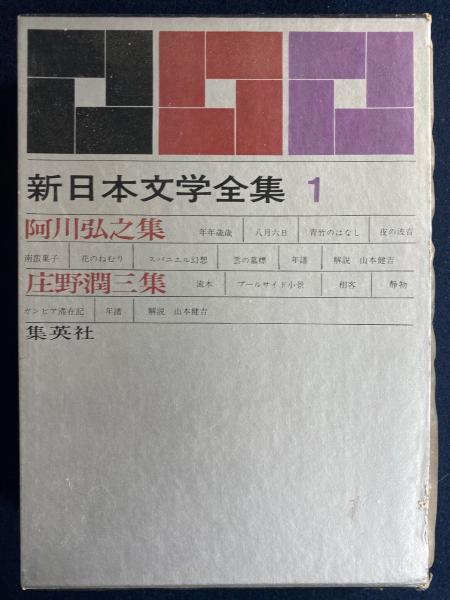 新日本文学全集 1
阿川弘之集 年年歳歳 八月六日 青竹のはなし 夜の波音
南蛮菓子 花のねむり スパニエル幻想 雲の墓標 年譜 解説 山本健吉
庄野潤三集 流木 プールサイド小景 相客 静物
ガンビア滞在記 年譜 解説 山本健吉
集英社